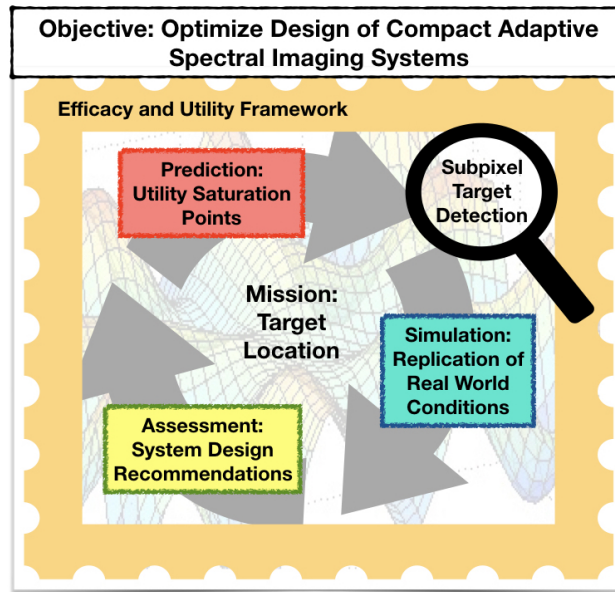 Objective: Optimize Design of Compact Adaptive
Spectral Imaging Systems
Efficacy and Utility Framework
Prediction:
Utility Saturation
Points
Subpixel
Target
Detection
Mission:
Target
Location
Simulation:
Replication of
Real World
Conditions
Assessment:
System Design
Recommendations